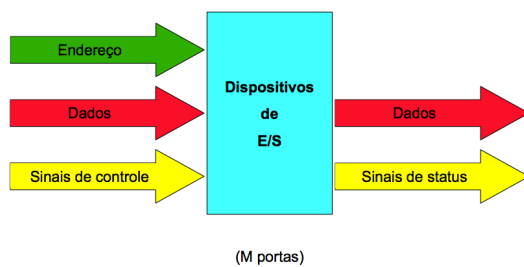 Endereço
Dispositivos
de
E/S
Dados
Dados
Sinais de controle
Sinais de status
(M portas)